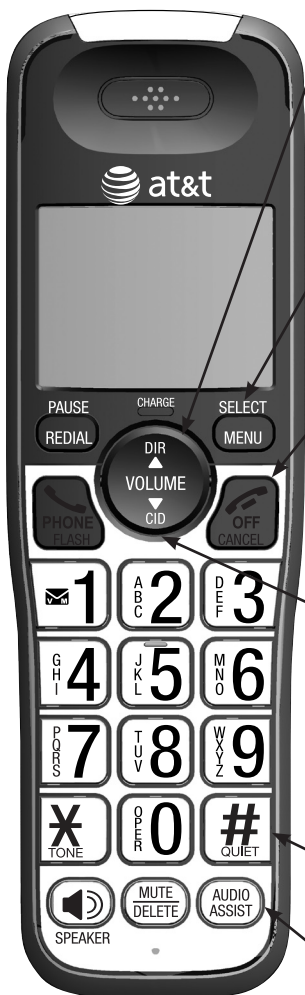 at&t
PAUSE CHARGE SELECT
REDIAL DIR MENU
VOLUME
CID
PHONE
FLASH
OFF
CANCEL
VM 1 ABC 2 DEF 3
GHI 4 JKL 5 MNO 6
PQRS 7 TUV 8 WXYZ 9
TONE OPER 0 # QUIET
MUTE
DELETE
AUDIO
ASSIST
SPEAKER